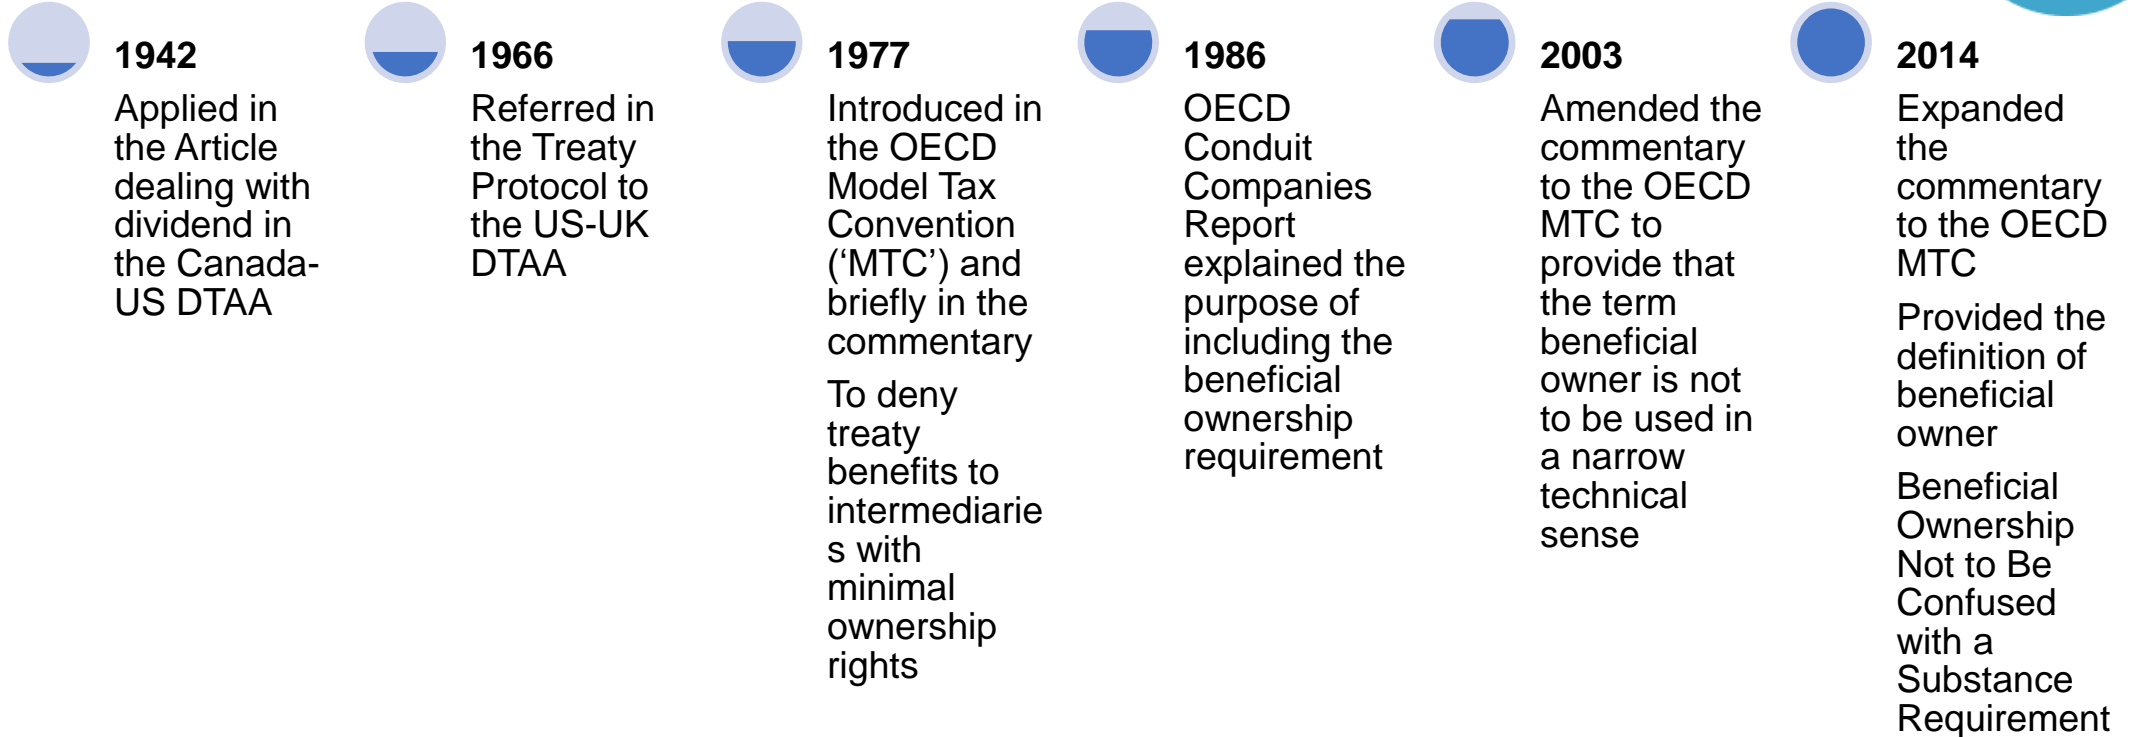 1942
Applied in
the Article
dealing with
dividend in
the Canada-
US DTAA
1966
Referred in
the Treaty
Protocol to
the US-UK
DTAA
1977
Introduced in
the OECD
Model Tax
Convention
(‘MTC’) and
briefly in the
commentary
To deny
treaty
benefits to
intermediarie
s with
minimal
ownership
rights
1986
OECD
Conduit
Companies
Report
explained the
purpose of
including the
beneficial
ownership
requirement
2003
Amended the
commentary
to the OECD
MTC to
provide that
the term
beneficial
owner is not
to be used in
a narrow
technical
sense
2014
Expanded
the
commentary
to the OECD
MTC
Provided the
definition of
beneficial
owner
Beneficial
Ownership
Not to Be
Confused
with a
Substance
Requirement